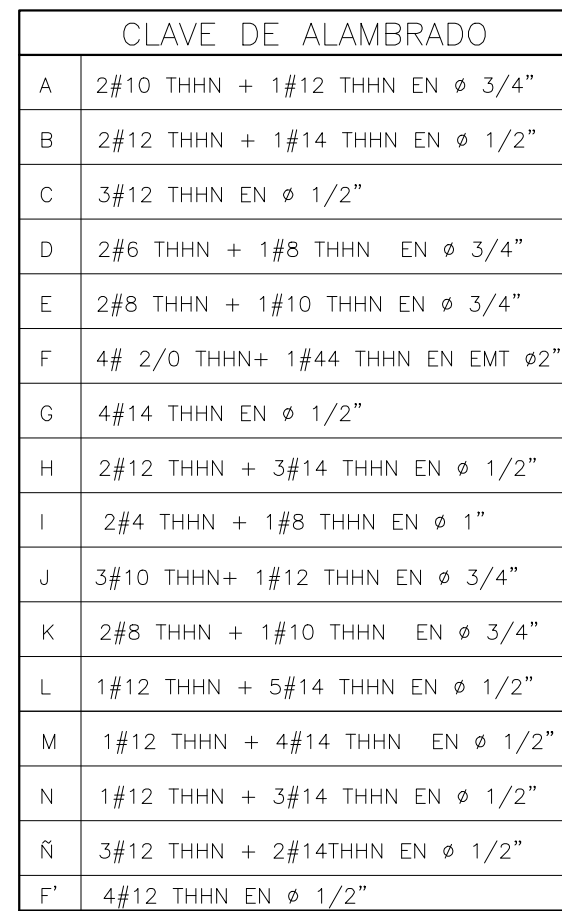 CLAVE DE ALAMBRADO
A 2#10 THHN + 1#12 THHN EN ø 3/4”
B 2#12 THHN + 1#14 THHN EN ø 1/2”
C 3#12 THHN EN ø 1/2”
D 2#6 THHN + 1#8 THHN EN ø 3/4”
E 2#8 THHN + 1#10 THHN EN ø 3/4”
F 4# 2/0 THHN+ 1#44 THHN EN EMT ø2”
G 4#14 THHN EN ø 1/2”
H 2#12 THHN + 3#14 THHN EN ø 1/2”
I 2#4 THHN + 1#8 THHN EN ø 1”
J 3#10 THHN+ 1#12 THHN EN ø 3/4”
K 2#8 THHN + 1#10 THHN EN ø 3/4”
L 1#12 THHN + 5#14 THHN EN ø 1/2”
M 1#12 THHN + 4#14 THHN EN ø 1/2”
N 1#12 THHN + 3#14 THHN EN ø 1/2”
Ñ 3#12 THHN + 2#14THHN EN ø 1/2”
F' 4#12 THHN EN ø 1/2”